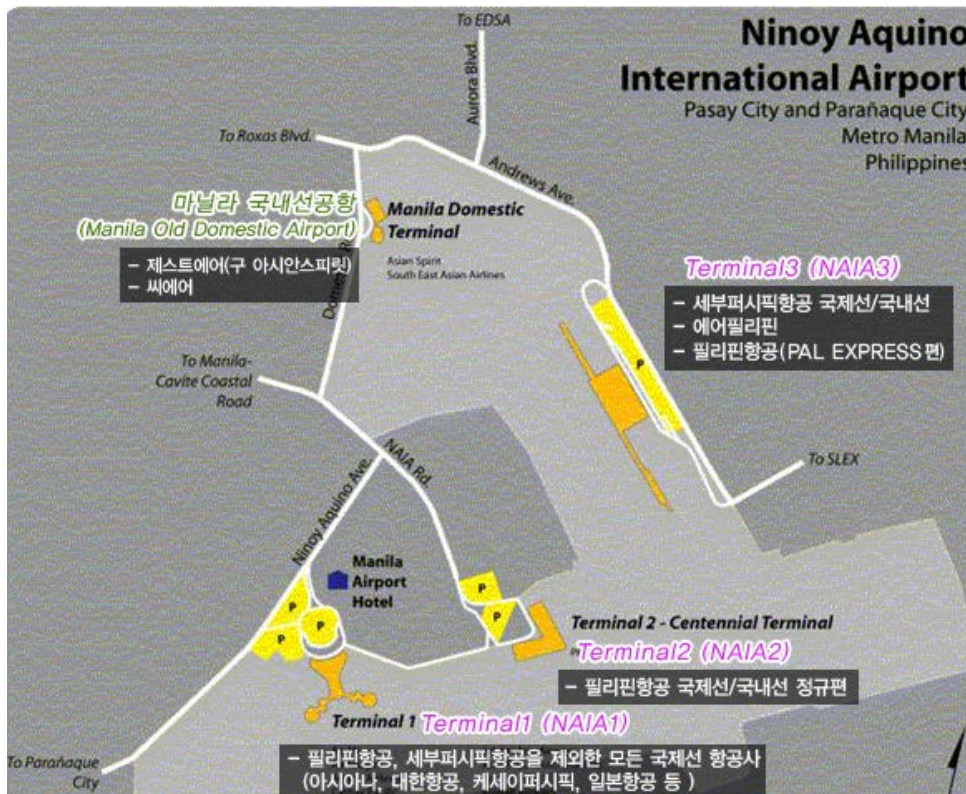 To EDSA
Ninoy Aquino
International Airport
Pasay City and Parañaque City
Metro Manila
Philippines
Aurora Blvd.
To Roxas Blvd.
Andrews Ave.
마닐라 국내선공항
(Manila Old Domestic Airport)
Manila Domestic
Terminal
Asian Spirit
South East Asian Airlines
Domestic
- 제스트에어(구 아시안스피릿)
- 씨에어
Terminal3 (NAIA3)
- 세부퍼시픽항공 국제선/국내선
- 에어필리핀
- 필리핀항공(PAL EXPRESS 편)
P
To Manila-
Cavite Coastal
Road
NAIA Rd.
To SLEX
Ninoy Aquino Ave.
Manila
Airport
Hotel
P
P
P
P
P
Terminal 2 - Centennial Terminal
Terminal2 (NAIA2)
- 필리핀항공 국제선/국내선 정규편
Terminal 1
Terminal1 (NAIA1)
- 필리핀항공, 세부퍼시픽항공을 제외한 모든 국제선 항공사
(아시아나, 대한항공, 케세이퍼시픽, 일본항공 등 )
To Parañaque
City